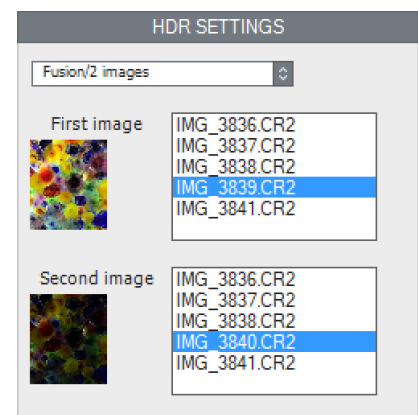 HDR SETTINGS
Fusion/2 images
First image
IMG_3836.CR2
IMG_3837.CR2
IMG_3838.CR2
IMG_3839.CR2
IMG_3841.CR2
Second image
IMG_3836.CR2
IMG_3837.CR2
IMG_3838.CR2
IMG_3840.CR2
IMG_3841.CR2